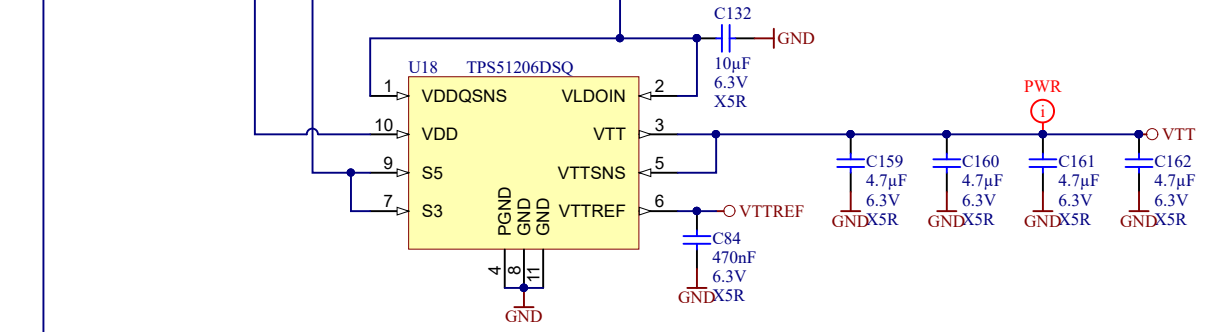 C132
GND
10µF
6.3V
X5R
U18 TPS51206DSQ
1 VDDQSNS VLDOIN 2
PWR
i
10 VDD VTT 3
VTT
9 S5 VTTSNS 5
C159 C160 C161 C162
4.7µF 4.7µF 4.7µF 4.7µF
6.3V 6.3V 6.3V 6.3V
GND X5R GND X5R GND X5R GND X5R
7 S3 VTTREF 6
VTTREF
PGND
GND
GND
C84
470nF
6.3V
GND X5R
4 8 11
GND